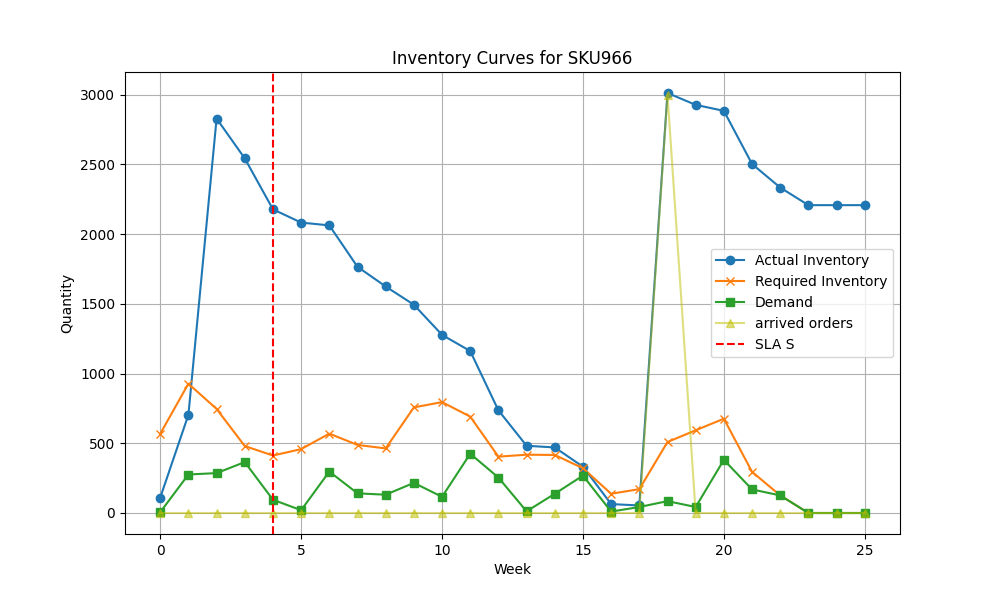 Inventory Curves for SKU966
Quantity
3000
2500
2000
1500
1000
500
0
Actual Inventory
Required Inventory
Demand
arrived orders
SLA S
0 5 10 15 20 25
Week